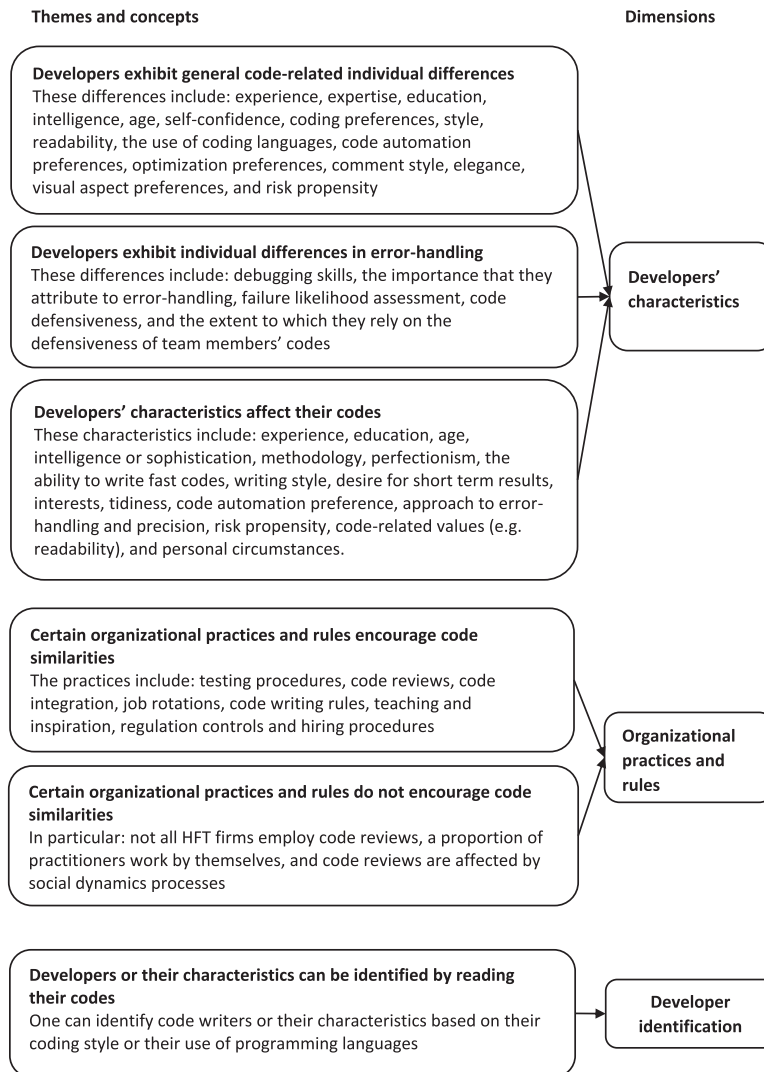 Themes and concepts
Dimensions
Developers exhibit general code-related individual differences
These differences include: experience, expertise, education,
intelligence, age, self-confidence, coding preferences, style,
readability, the use of coding languages, code automation
preferences, optimization preferences, comment style, elegance,
visual aspect preferences, and risk propensity
Developers exhibit individual differences in error-handling
These differences include: debugging skills, the importance that they
attribute to error-handling, failure likelihood assessment, code
defensiveness, and the extent to which they rely on the
defensiveness of team members’ codes
Developers’
characteristics
Developers’ characteristics affect their codes
These characteristics include: experience, education, age,
intelligence or sophistication, methodology, perfectionism, the
ability to write fast codes, writing style, desire for short term results,
interests, tidiness, code automation preference, approach to error-
handling and precision, risk propensity, code-related values (e.g.
readability), and personal circumstances.
Certain organizational practices and rules encourage code
similarities
The practices include: testing procedures, code reviews, code
integration, job rotations, code writing rules, teaching and
inspiration, regulation controls and hiring procedures
Organizational
practices and
rules
Certain organizational practices and rules do not encourage code
similarities
In particular: not all HFT firms employ code reviews, a proportion of
practitioners work by themselves, and code reviews are affected by
social dynamics processes
Developers or their characteristics can be identified by reading
their codes
One can identify code writers or their characteristics based on their
coding style or their use of programming languages
Developer
identification